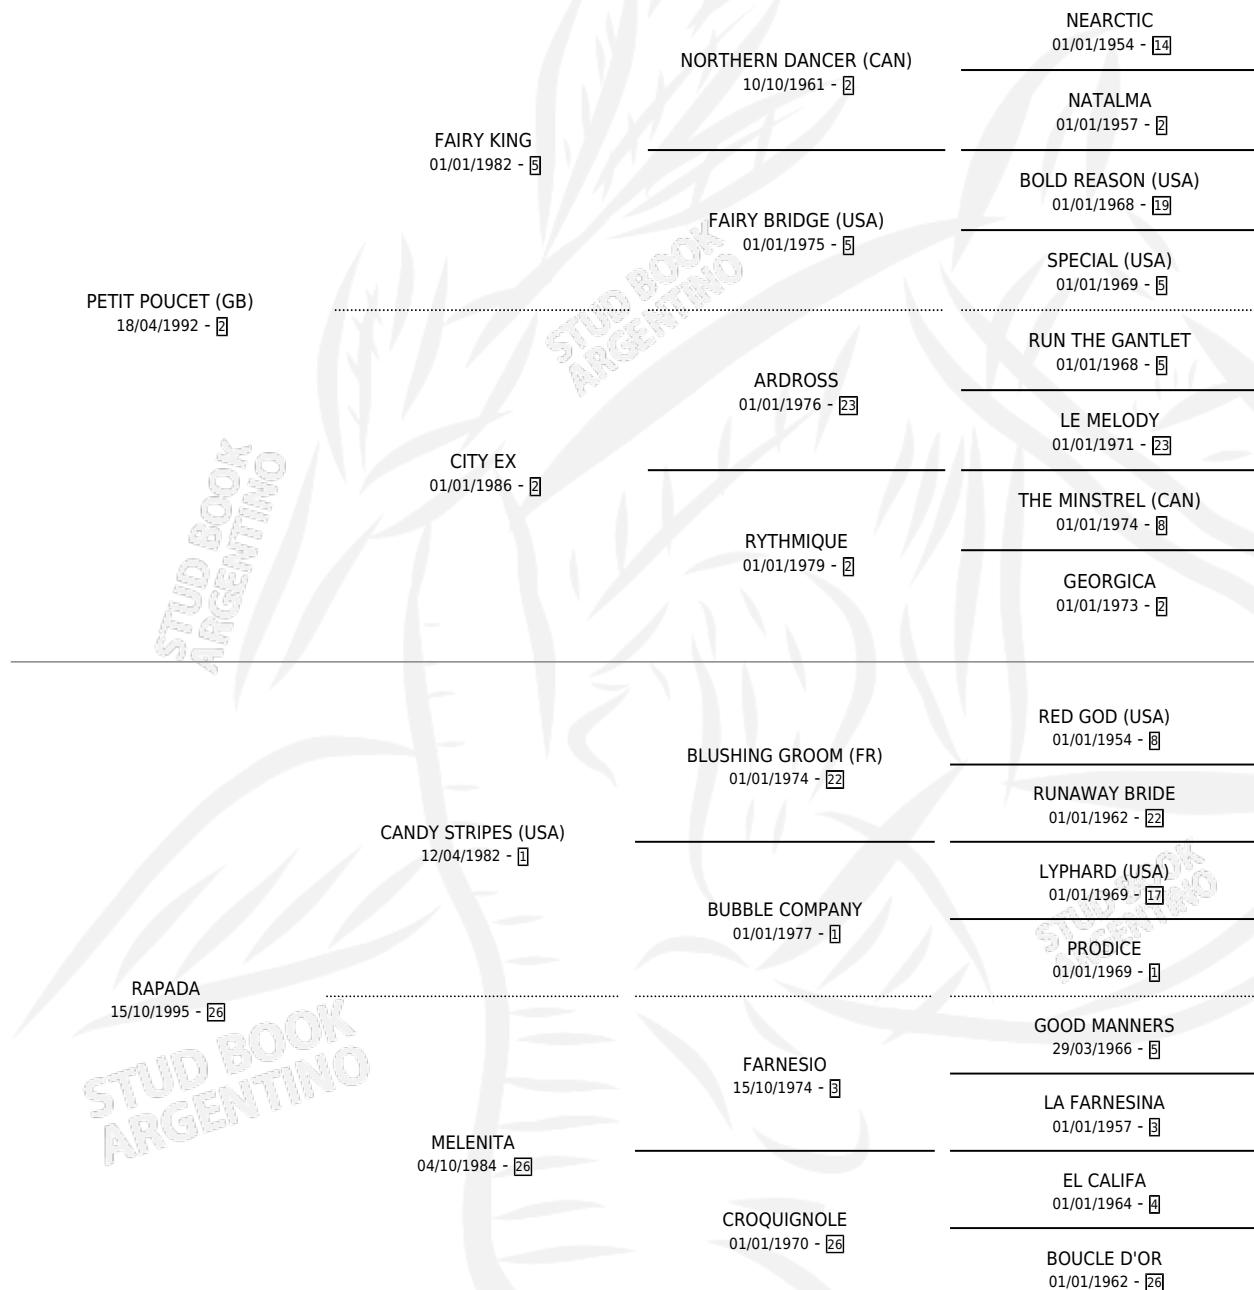 NEARCTIC
01/01/1954 - 14
NORTHERN DANCER (CAN)
10/10/1961 - 2
NATALMA
01/01/1957 - 2
FAIRY KING
01/01/1982 - 5
BOLD REASON (USA)
01/01/1968 - 19
FAIRY BRIDGE (USA)
01/01/1975 - 5
SPECIAL (USA)
01/01/1969 - 5
PETIT POUCET (GB)
18/04/1992 - 2
RUN THE GANTLET
01/01/1968 - 5
ARDROSS
01/01/1976 - 23
LE MELODY
01/01/1971 - 23
CITY EX
01/01/1986 - 2
THE MINSTREL (CAN)
01/01/1974 - 8
RYTHMIQUE
01/01/1979 - 2
GEORGICA
01/01/1973 - 2
RED GOD (USA)
01/01/1954 - 8
BLUSHING GROOM (FR)
01/01/1974 - 22
RUNAWAY BRIDE
01/01/1962 - 22
CANDY STRIPES (USA)
12/04/1982 - 1
LYPHARD (USA)
01/01/1969 - 17
BUBBLE COMPANY
01/01/1977 - 1
PRODICE
01/01/1969 - 1
RAPADA
15/10/1995 - 26
GOOD MANNERS
29/03/1966 - 5
FARNESIO
15/10/1974 - 3
LA FARNESINA
01/01/1957 - 3
MELENITA
04/10/1984 - 26
EL CALIFA
01/01/1964 - 4
CROQUIGNOLE
01/01/1970 - 26
BOUCLE D'OR
01/01/1962 - 26
STUD BOOK
ARGENTINO
STUD BOOK
ARGENTINO
STUD BOOK
ARGENTINO
STUD BOOK
ARGENTINO